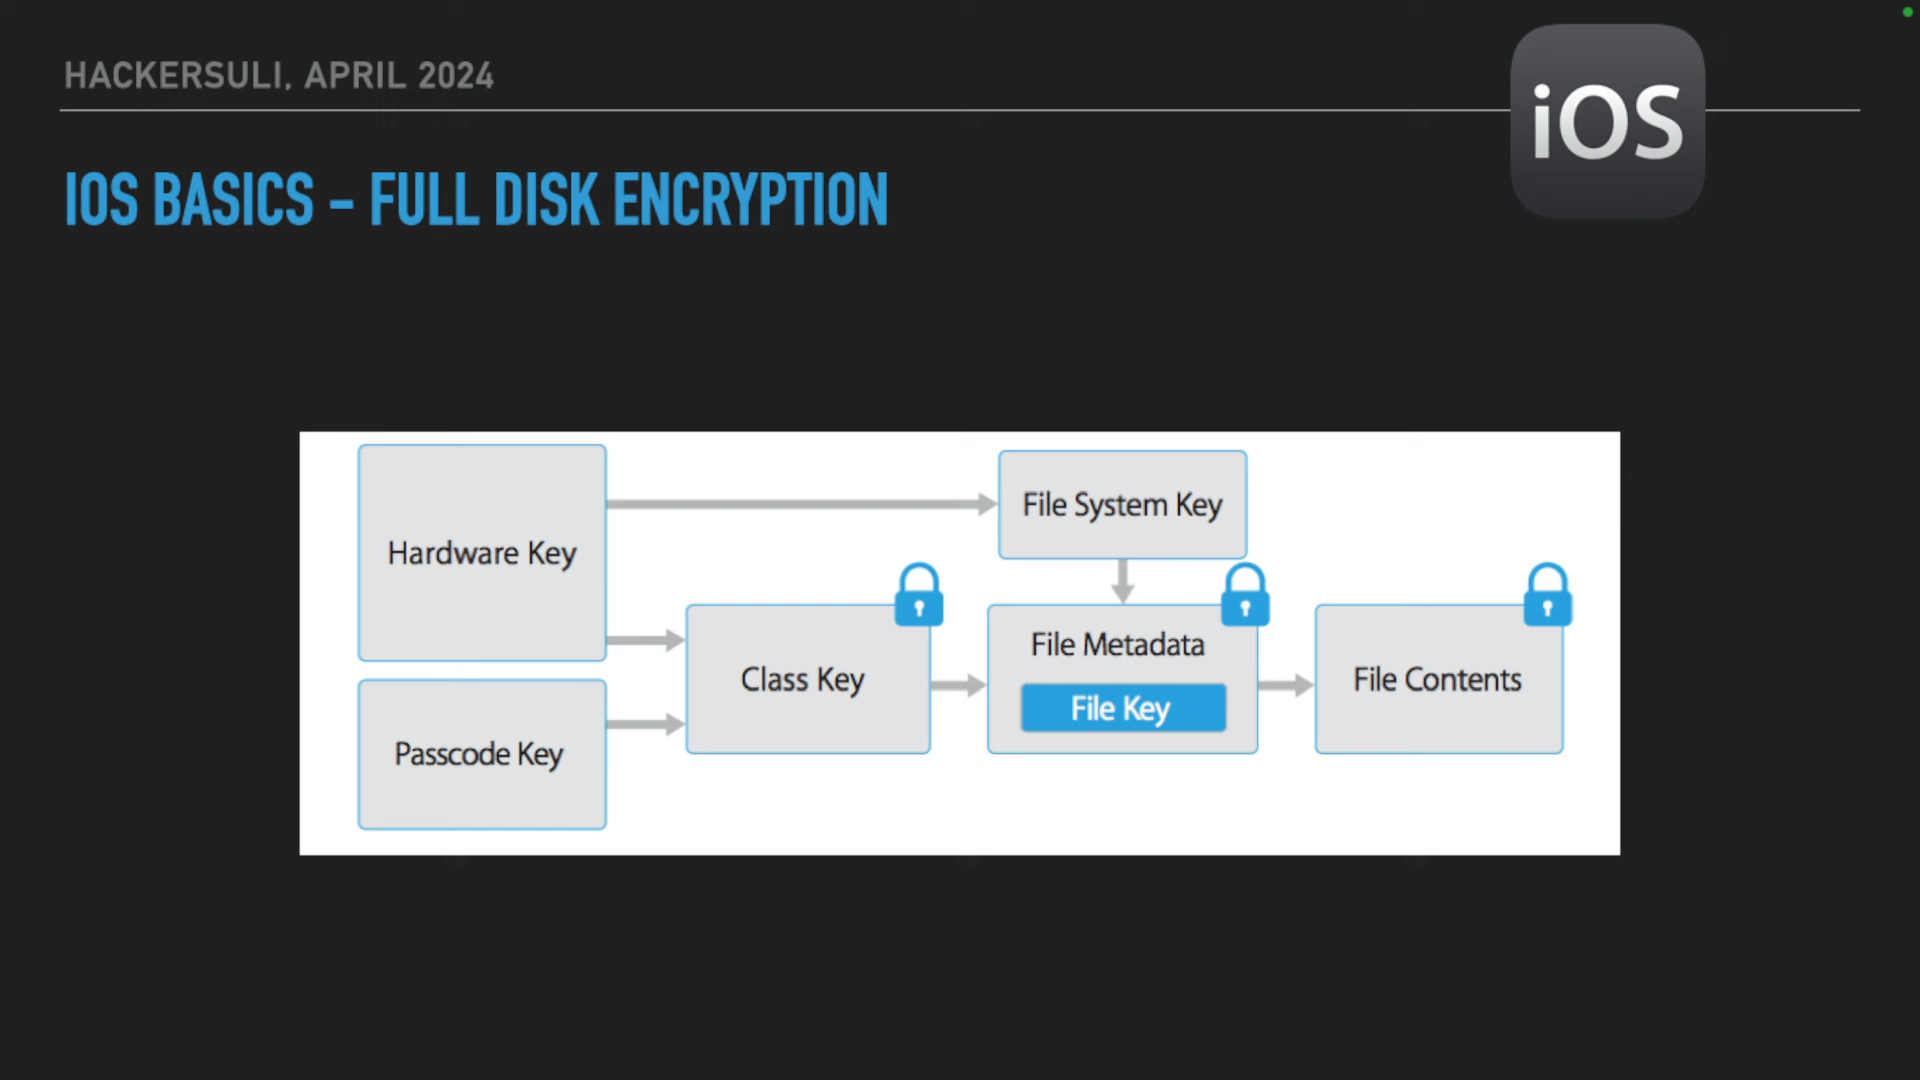 HACKERSULI, APRIL 2024
iOS
IOS BASICS - FULL DISK ENCRYPTION
Hardware Key
File System Key
Class Key
File Metadata
File Key
File Contents
Passcode Key